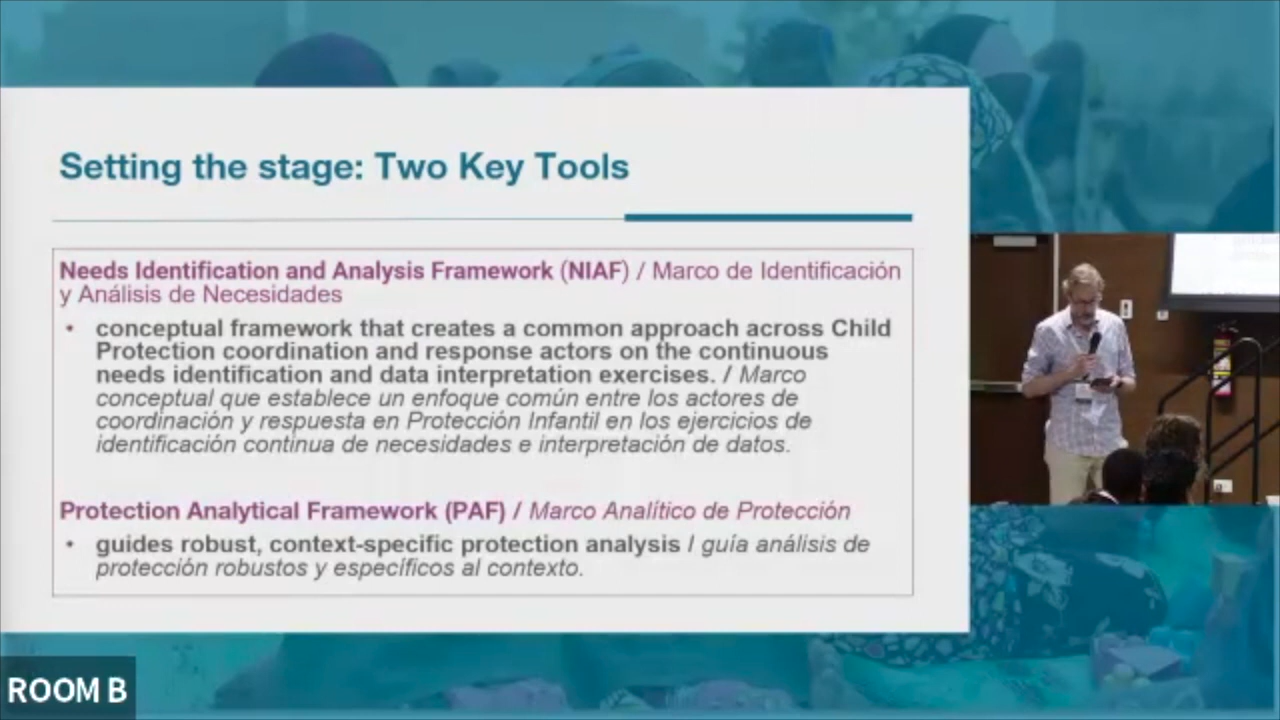 Setting the stage: Two Key Tools
Needs Identification and Analysis Framework (NIAF) / Marco de Identificación
y Análisis de Necesidades
• conceptual framework that creates a common approach across Child
Protection coordination and response actors on the continuous
needs identification and data interpretation exercises. / Marco
conceptual que establece un enfoque común entre los actores de
coordinación y respuesta en Protección Infantil en los ejercicios de
identificación continua de necesidades e interpretación de datos.
Protection Analytical Framework (PAF) / Marco Analítico de Protección
• guides robust, context-specific protection analysis / guía análisis de
protección robustos y específicos al contexto.
ROOM B